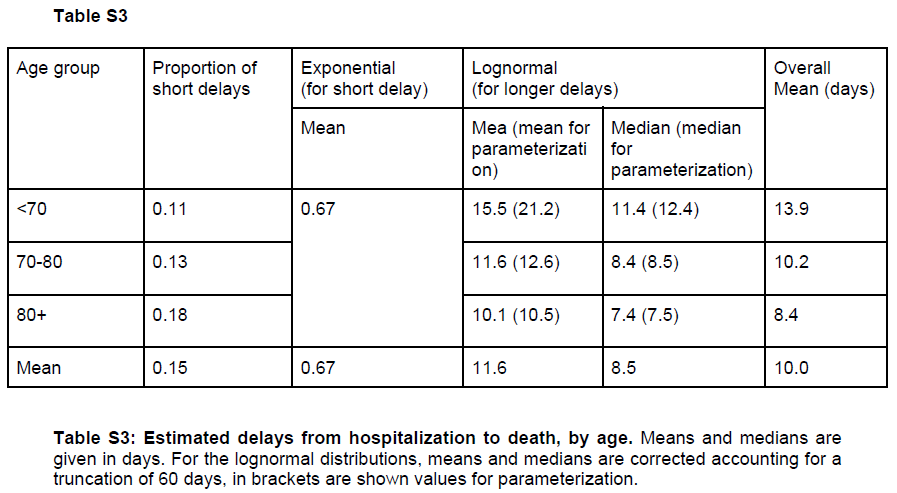 Table S3
Age group Proportion of short delays Exponential (for short delay) Lognormal (for longer delays) Overall Mean (days)
Mean Mea (mean for parameterizati on) Median (median for parameterization)
<70 0.11 0.67 15.5 (21.2) 11.4 (12.4) 13.9
70-80 0.13 11.6 (12.6) 8.4 (8.5) 10.2
80+ 0.18 10.1 (10.5) 7.4 (7.5) 8.4
Mean 0.15 0.67 11.6 8.5 10.0
Table S3: Estimated delays from hospitalization to death, by age. Means and medians are
given in days. For the lognormal distributions, means and medians are corrected accounting for a
truncation of 60 days, in brackets are shown values for parameterization.